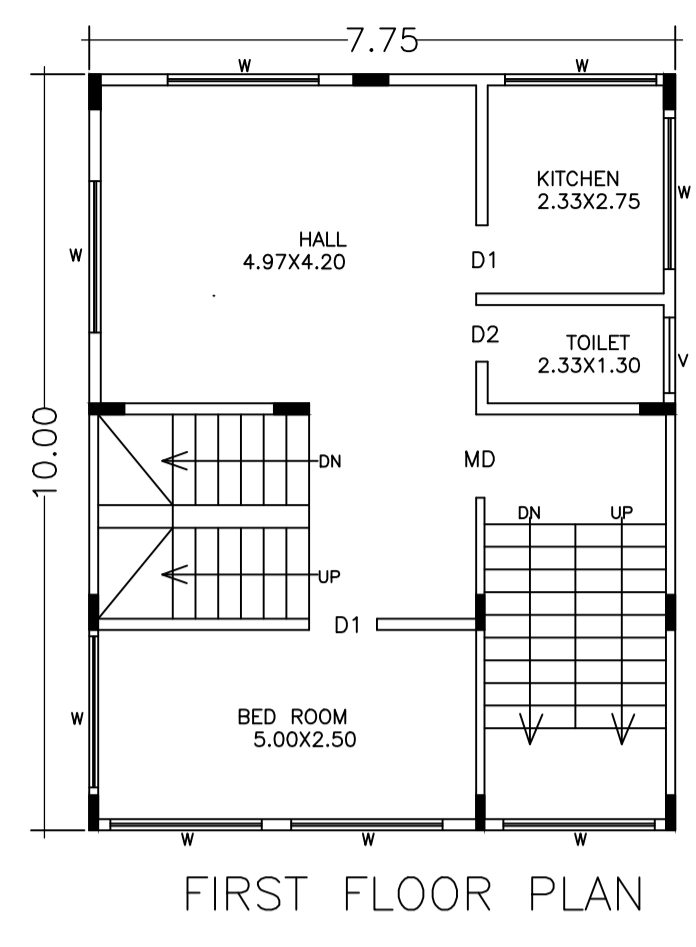 7.75
W
W
KITCHEN
2.33X2.75
W
HALL
4.97X4.20
W
D1
D2
TOILET
2.33X1.30
V
10.00
DN
MD
DN
UP
UP
D1
W
BED ROOM
5.00X2.50
W
W
W
FIRST FLOOR PLAN